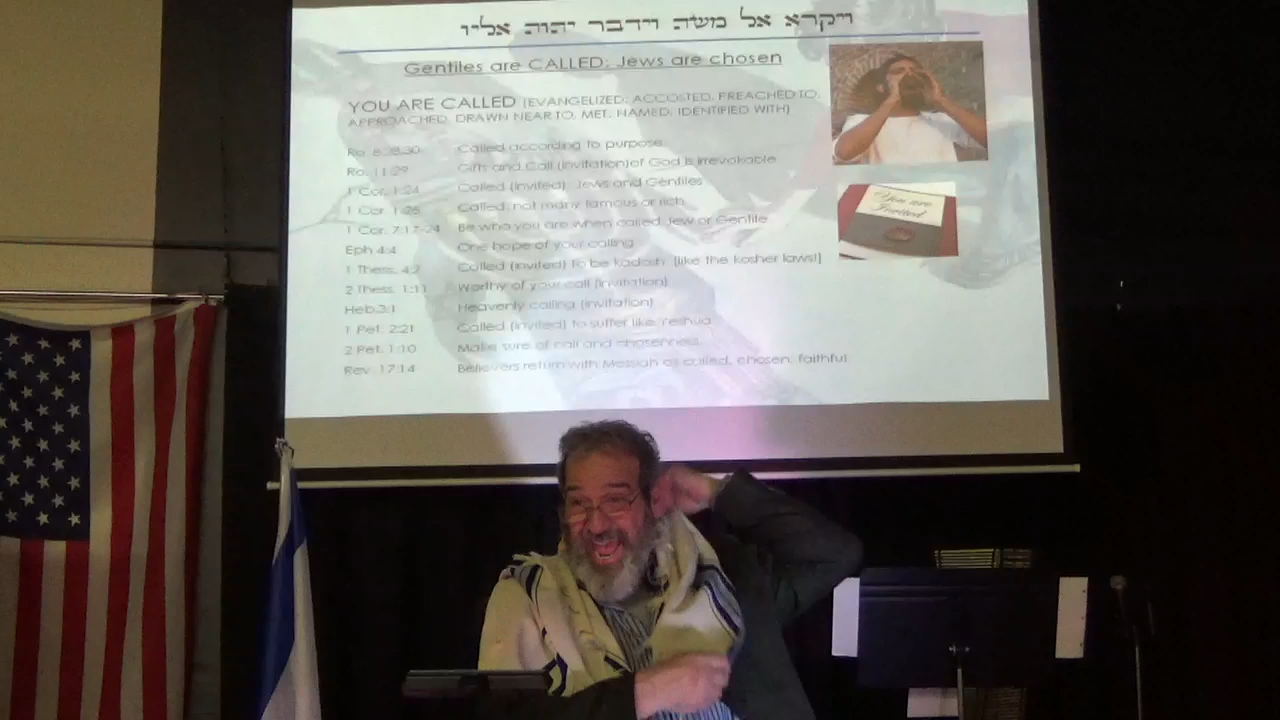 ויקרא אל משה וידבר יהוה אליו
Gentiles are CALLED; Jews are chosen
YOU ARE CALLED (EVANGELIZED; ACCOSTED, PREACHED TO,
APPROACHED, DRAWN NEAR TO, MET, NAMED, IDENTIFIED WITH)
Ro. 8:28,30 Called according to purpose
Ro. 11:29 Gifts and Call (invitation)of God is irrevokable
1 Cor. 1:24 Called (invited) Jews and Gentiles
1 Cor. 1:26 Called; not many famous or rich
1 Cor. 7:17-24 Be who you are when called Jew or Gentile
Eph 4:4 One hope of your calling
1 Thess. 4:7 Called (invited) to be kadosh (like the kosher laws!)
2 Thess. 1:11 Worthy of your call (invitation)
Heb.3:1 Heavenly calling (invitation)
1 Pet. 2:21 Called (invited) to suffer like Yeshua
2 Pet. 1:10 Make sure of call and chosenness
Rev. 17:14 Believers return with Messiah as called, chosen, faithful
You are
Invited